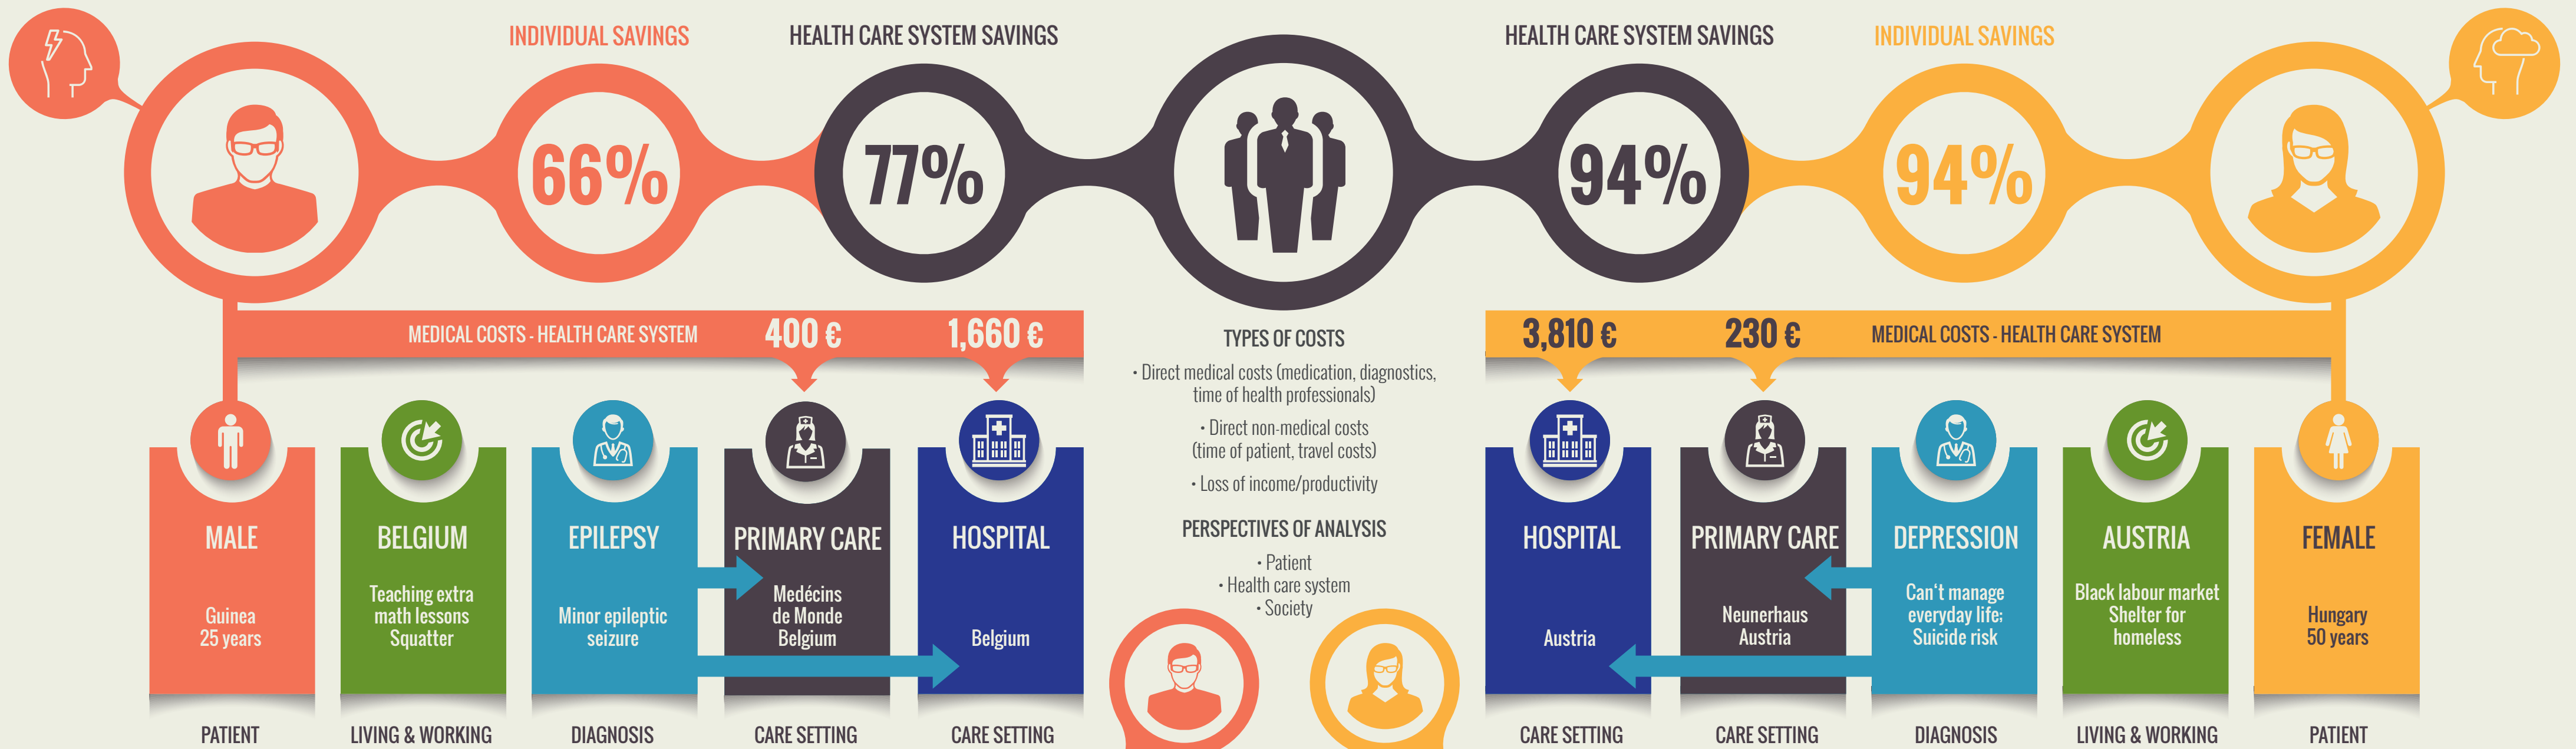 INDIVIDUAL SAVINGS
HEALTH CARE SYSTEM SAVINGS
HEALTH CARE SYSTEM SAVINGS
INDIVIDUAL SAVINGS
66%
77%
94%
94%
MEDICAL COSTS - HEALTH CARE SYSTEM
400 €
1,660 €
TYPES OF COSTS
• Direct medical costs (medication, diagnostics,
time of health professionals)
• Direct non-medical costs
(time of patient, travel costs)
• Loss of income/productivity
PERSPECTIVES OF ANALYSIS
• Patient
• Health care system
• Society
3,810 €
230 €
MEDICAL COSTS - HEALTH CARE SYSTEM
MALE
Guinea
25 years
PATIENT
BELGIUM
Teaching extra
math lessons
Squatter
LIVING & WORKING
EPILEPSY
Minor epileptic
seizure
DIAGNOSIS
PRIMARY CARE
Medécins
de Monde
Belgium
CARE SETTING
HOSPITAL
Belgium
CARE SETTING
HOSPITAL
Austria
CARE SETTING
PRIMARY CARE
Neunerhaus
Austria
CARE SETTING
DEPRESSION
Can‘t manage
everyday life;
Suicide risk
DIAGNOSIS
AUSTRIA
Black labour market
Shelter for
homeless
LIVING & WORKING
FEMALE
Hungary
50 years
PATIENT